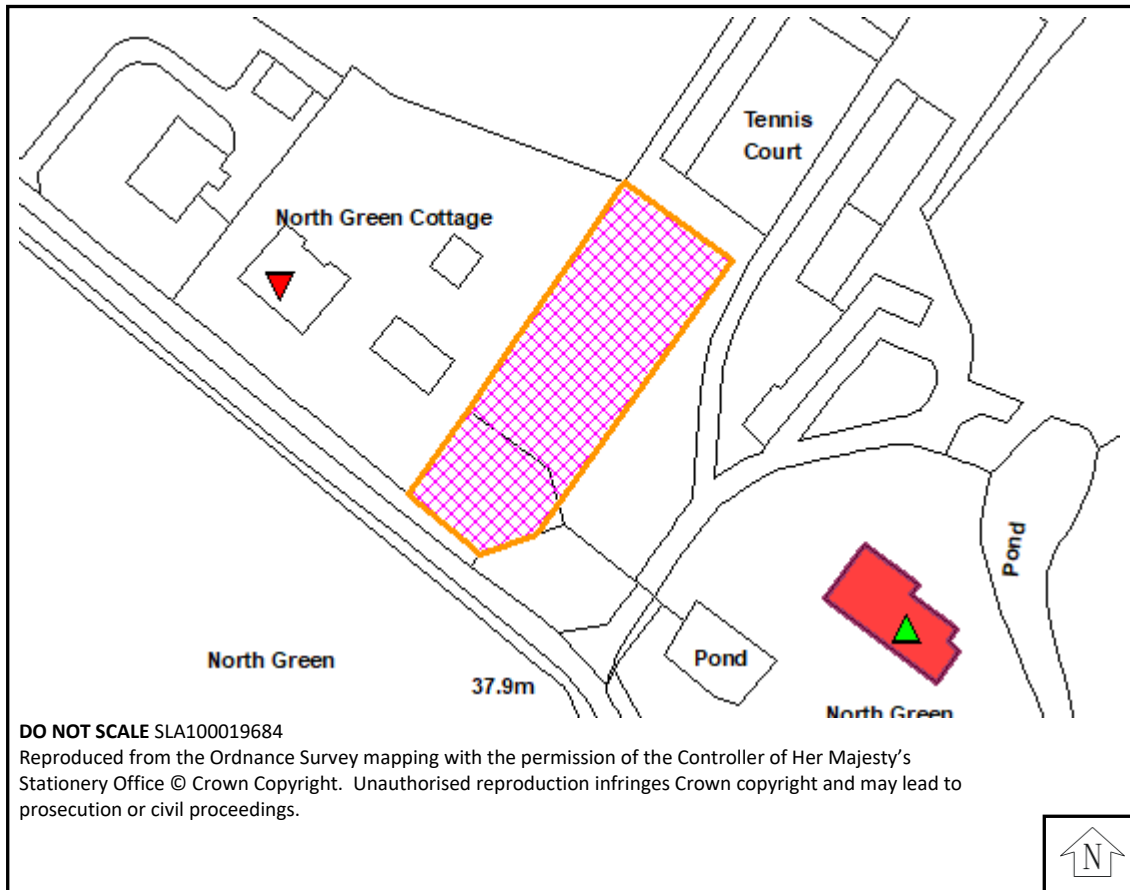 Tennis
Court
North Green Cottage
Pond
Pond
North Green
37.9m
North Green
DO NOT SCALE SLA100019684
Reproduced from the Ordnance Survey mapping with the permission of the Controller of Her Majesty’s
Stationery Office © Crown Copyright. Unauthorised reproduction infringes Crown copyright and may lead to
prosecution or civil proceedings.
N